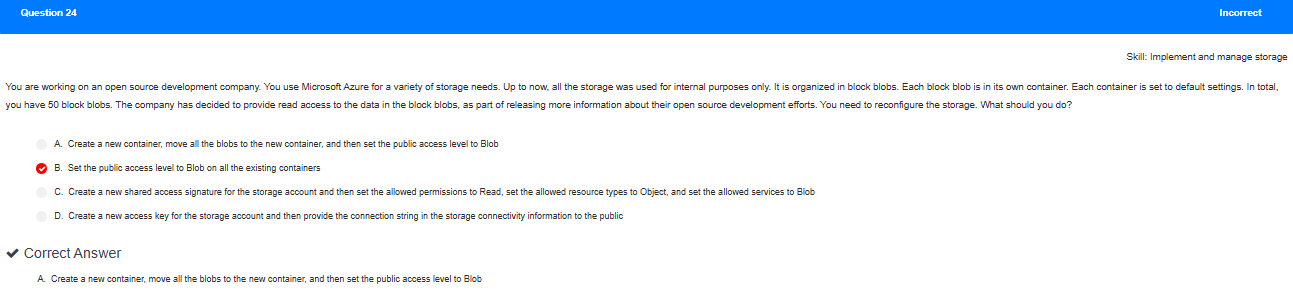 Question 24
Incorrect
Skill: Implement and manage storage
You are working on an open source development company. You use Microsoft Azure for a variety of storage needs. Up to now, all the storage was used for internal purposes only. It is organized in block blobs. Each block blob is in its own container. Each container is set to default settings. In total,
you have 50 block blobs. The company has decided to provide read access to the data in the block blobs, as part of releasing more information about their open source development efforts. You need to reconfigure the storage. What should you do?
A. Create a new container, move all the blobs to the new container, and then set the public access level to Blob
B. Set the public access level to Blob on all the existing containers
C. Create a new shared access signature for the storage account and then set the allowed permissions to Read, set the allowed resource types to Object, and set the allowed services to Blob
D. Create a new access key for the storage account and then provide the connection string in the storage connectivity information to the public
Correct Answer
A. Create a new container, move all the blobs to the new container, and then set the public access level to Blob